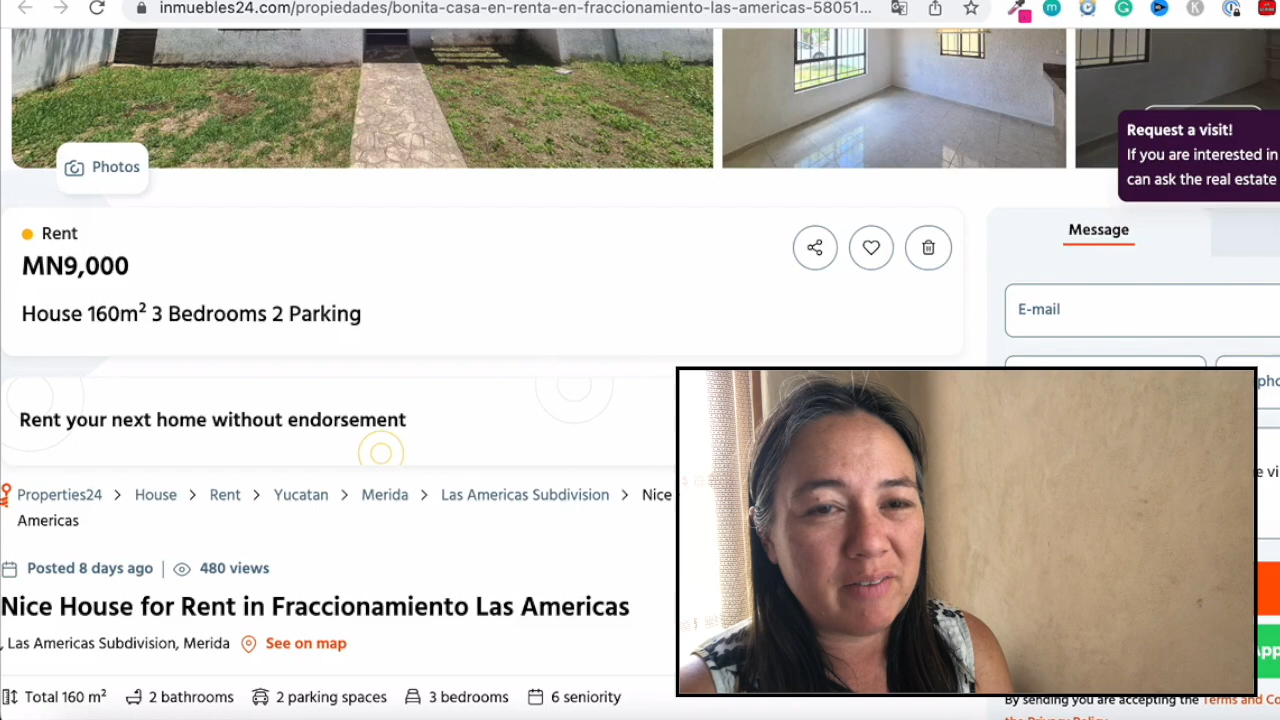 inmuebles24.com/propiedades/bonita-casa-en-renta-en-fraccionamiento-las-americas-58051...
Photos
Request a visit!
If you are interested in
can ask the real estate
Rent
MN9,000
House 160m² 3 Bedrooms 2 Parking
Message
E-mail
Rent your next home without endorsement
Properties24 > House > Rent > Yucatan > Merida > Las Americas Subdivision > Nice
Americas
Posted 8 days ago | 480 views
Nice House for Rent in Fraccionamiento Las Americas
Las Americas Subdivision, Merida See on map
Total 160 m² 2 bathrooms 2 parking spaces 3 bedrooms 6 seniority
By sending you are accepting the Terms and Co
the Privacy Policy